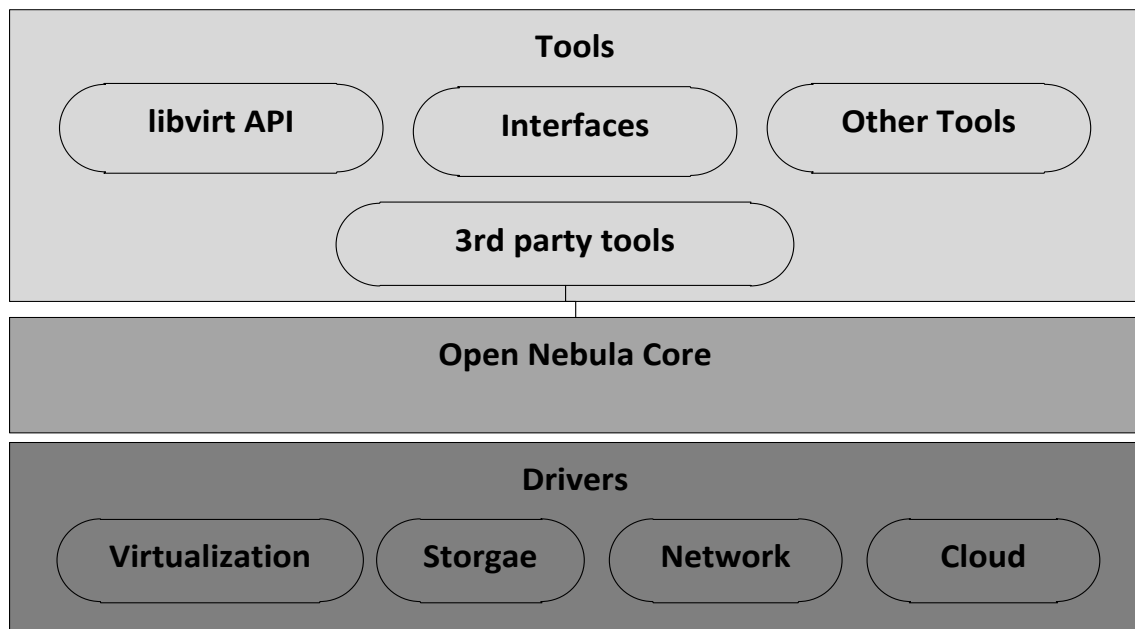 Tools
libvirt API
Interfaces
Other Tools
3rd party tools
Open Nebula Core
Drivers
Virtualization
Storgae
Network
Cloud